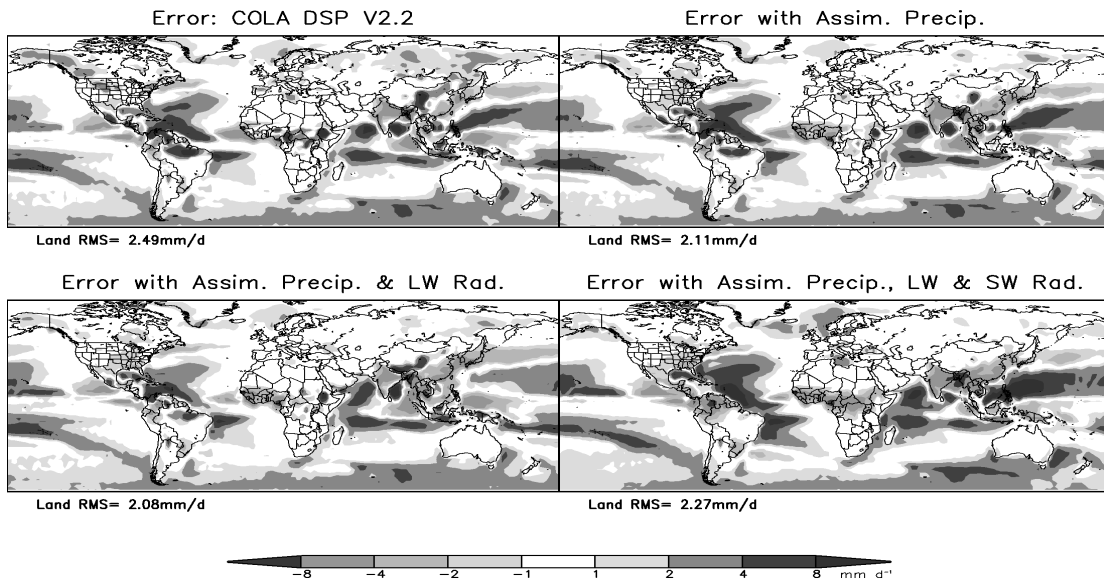 Error: COLA DSP V2.2
Error with Assim. Precip.
Land RMS= 2.49mm/d
Land RMS= 2.11mm/d
Error with Assim. Precip. & LW Rad.
Error with Assim. Precip., LW & SW Rad.
Land RMS= 2.08mm/d
Land RMS= 2.27mm/d
-8 -4 -2 -1 1 2 4 8 mm d⁻¹